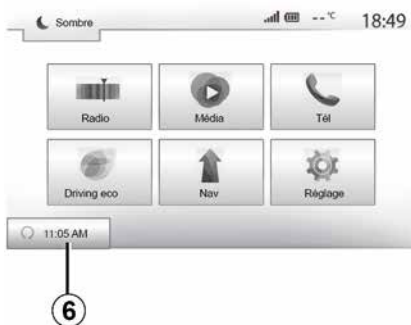 Sombre
--°C
18:49
Radio
Média
Tél
Driving eco
Nav
Réglage
11:05 AM
6